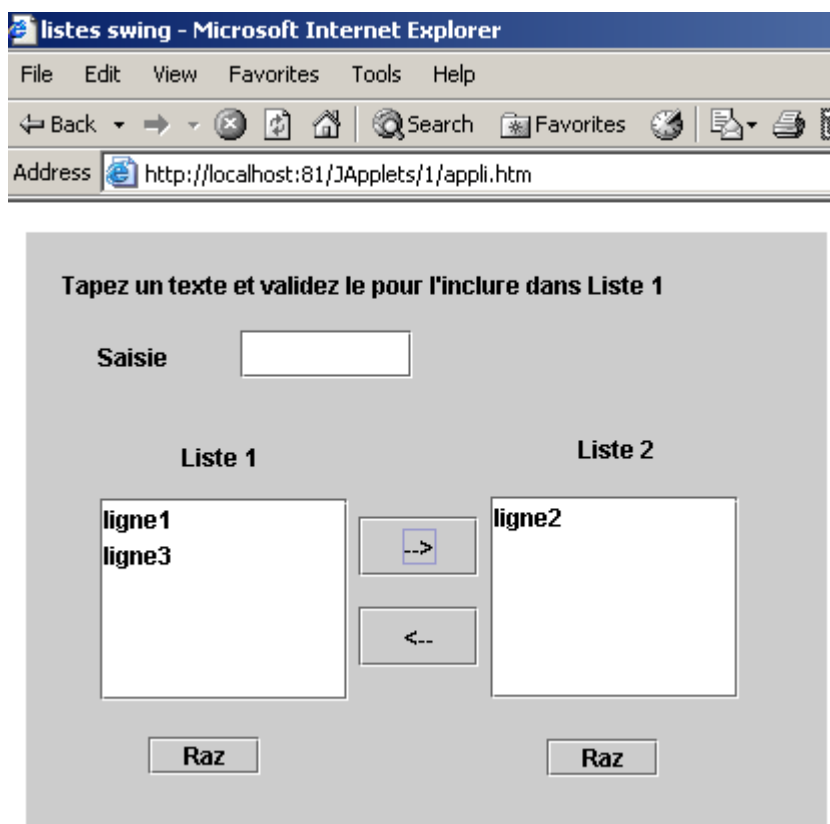 listes swing - Microsoft Internet Explorer
File Edit View Favorites Tools Help
Back Search Favorites
Address http://localhost:81/JApplets/1/appli.htm
Tapez un texte et validez le pour l'inclure dans Liste 1
Saisie
Liste 1 Liste 2
ligne1 ligne2
ligne3
-->
<--
Raz Raz